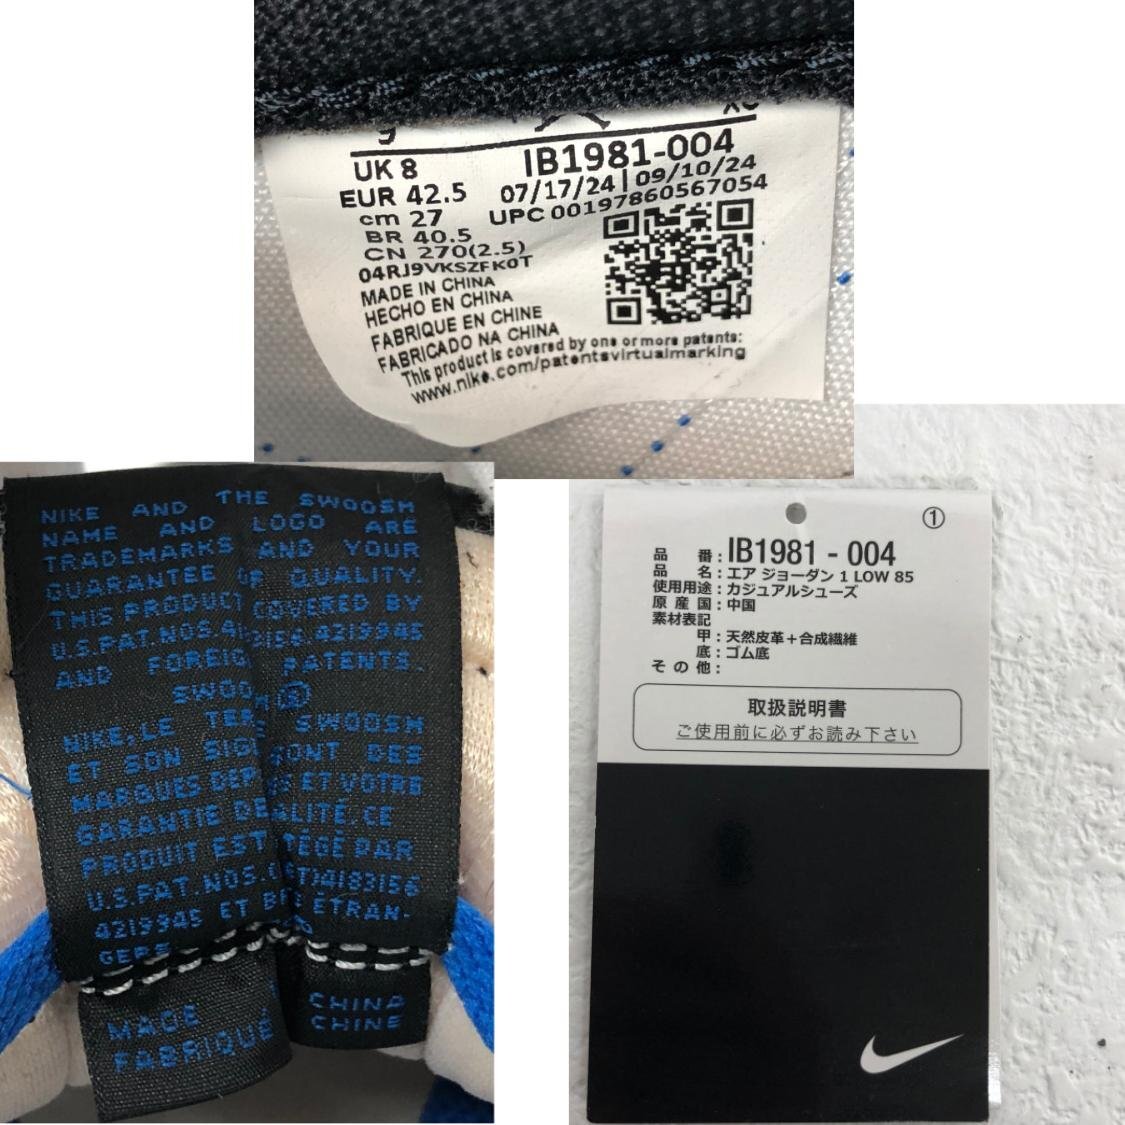 UK 8
EUR 42.5
cm 27
BR 40.5
CN 270(2.5)
04RJ9VKSZFK0T
IB1981-004
07/17/24 | 09/10/24
UPC 00197860567054
MADE IN CHINA
HECHO EN CHINA
FABRIQUE EN CHINE
FABRICADO NA CHINA
This product is covered by one or more patents:
www.nike.com/patentsvirtualmarking
NIKE AND THE SWOOSH
NAME AND LOGO ARE
TRADEMARKS AND YOUR
GUARANTEE OF QUALITY.
THIS PRODUCT COVERED BY
U.S.PAT.NOS. 4219945
AND FOREIGN PATENTS.
SWOOSH®
NIKE,LE TERME SWOOSH
ET SON SIGLE SONT DES
MARQUES ET VOTRE
GARANTIE DE QUALITÉ. CE
PRODUIT EST PAR
U.S.PAT.NOS. 4183156
4219945 ET ETRAN-
GERS
MADE CHINA
FABRIQUÉ CHINE
①
品番:IB1981 - 004
品名:エア ジョーダン 1 LOW 85
使用用途:カジュアルシューズ
原産国:中国
素材表記
甲:天然皮革+合成繊維
底:ゴム底
その他:
取扱説明書
ご使用前に必ずお読み下さい